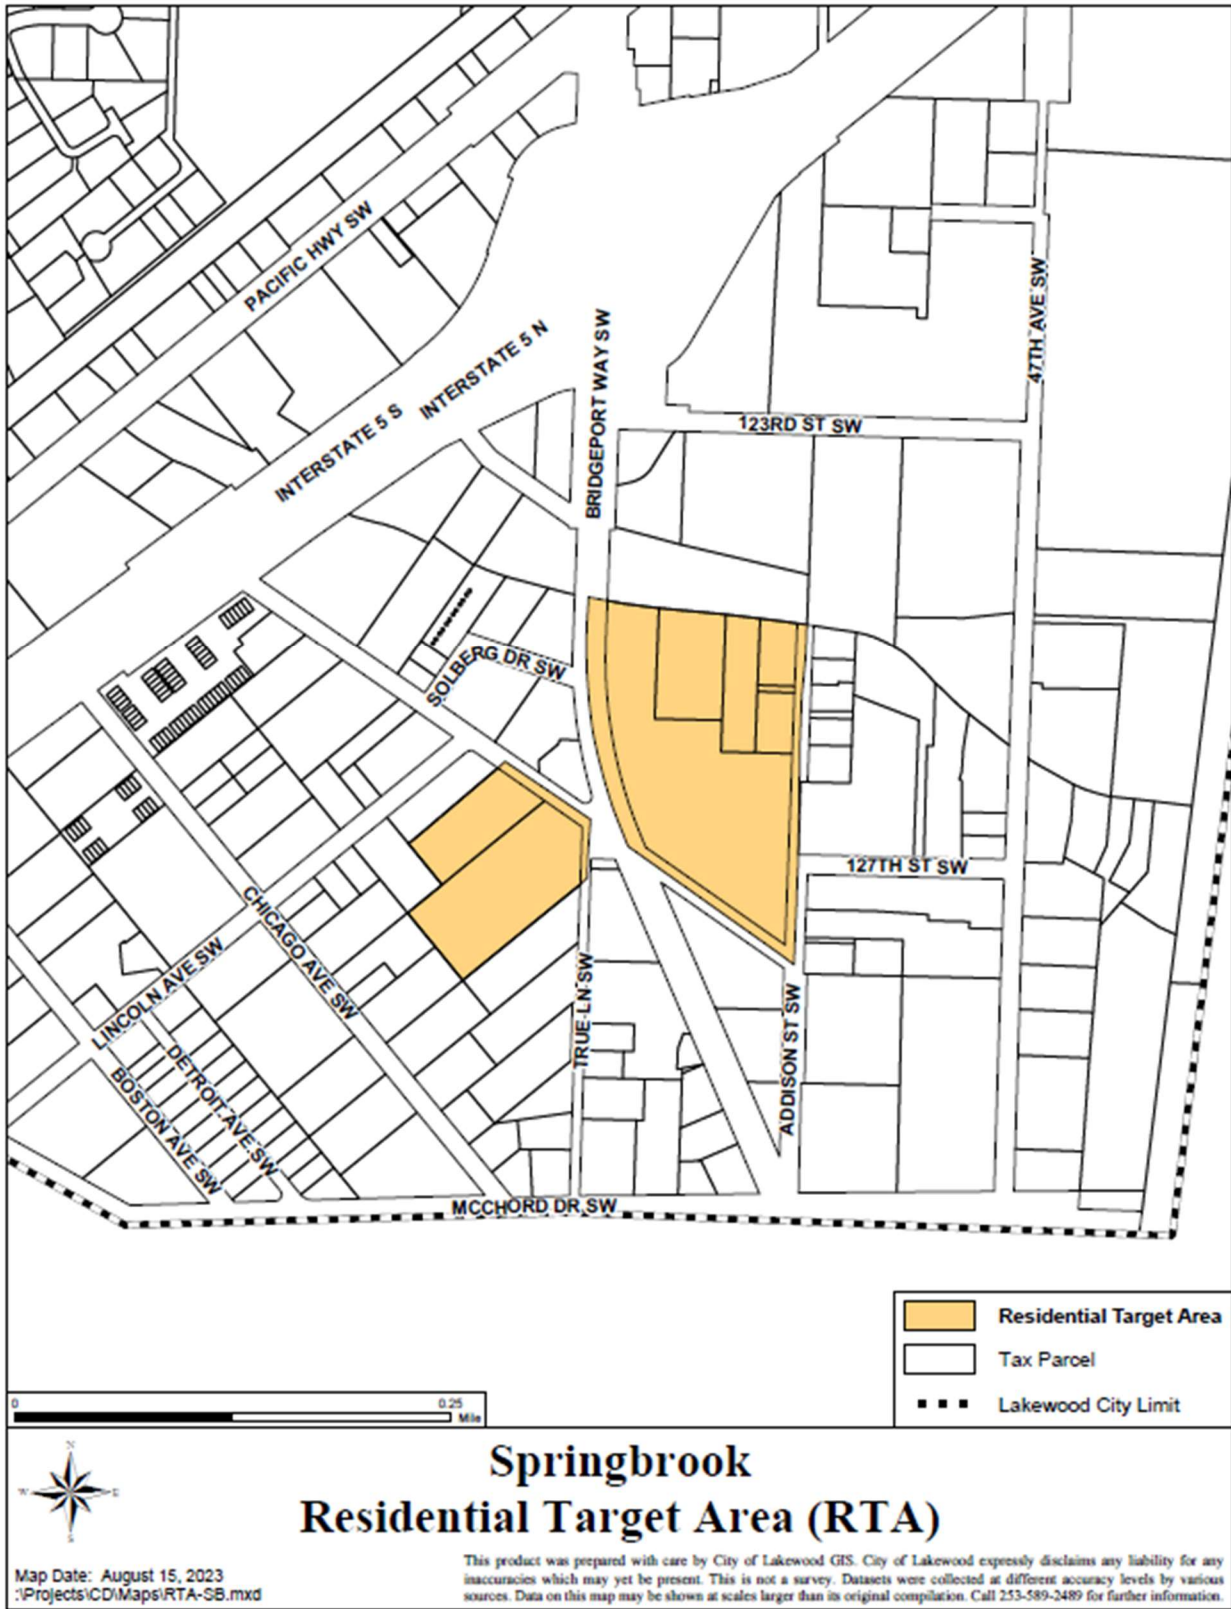 PACIFIC HWY SW
INTERSTATE 5 N
INTERSTATE 5 S
BRIDGEPORT WAY SW
47TH AVE SW
123RD ST SW
SOLBERG DR SW
127TH ST SW
CHICAGO AVE SW
LINCOLN AVE SW
DETROIT AVE SW
BOSTON AVE SW
TRUE LN SW
ADDISON ST SW
MCCHORD DR SW
Residential Target Area
Tax Parcel
Lakewood City Limit
0 0.25
Mile
N
W E
S
Springbrook
Residential Target Area (RTA)
Map Date: August 15, 2023
:\Projects\CD\Maps\RTA-SB.mxd
This product was prepared with care by City of Lakewood GIS. City of Lakewood expressly disclaims any liability for any
inaccuracies which may yet be present. This is not a survey. Datasets were collected at different accuracy levels by various
sources. Data on this map may be shown at scales larger than its original compilation. Call 253-589-2489 for further information.